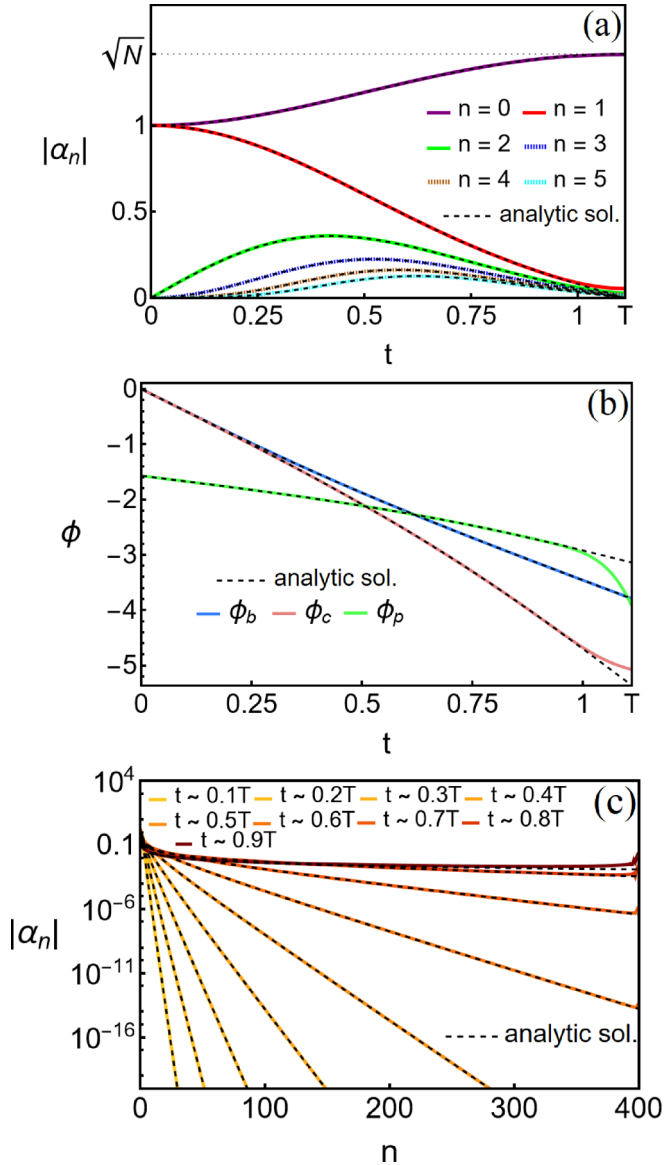 (a)
√N
1
0.5
0
|αₙ|
n = 0 n = 1
n = 2 n = 3
n = 4 n = 5
analytic sol.
0 0.25 0.5 0.75 1 T
t
(b)
0
−1
−2
−3
−4
−5
ϕ
analytic sol.
ϕ_b ϕ_c ϕ_p
0 0.25 0.5 0.75 1 T
t
(c)
t ~ 0.1T t ~ 0.2T t ~ 0.3T t ~ 0.4T
t ~ 0.5T t ~ 0.6T t ~ 0.7T t ~ 0.8T
t ~ 0.9T
10⁴
0.1
10⁻⁶
10⁻¹¹
10⁻¹⁶
|αₙ|
analytic sol.
0 100 200 300 400
n